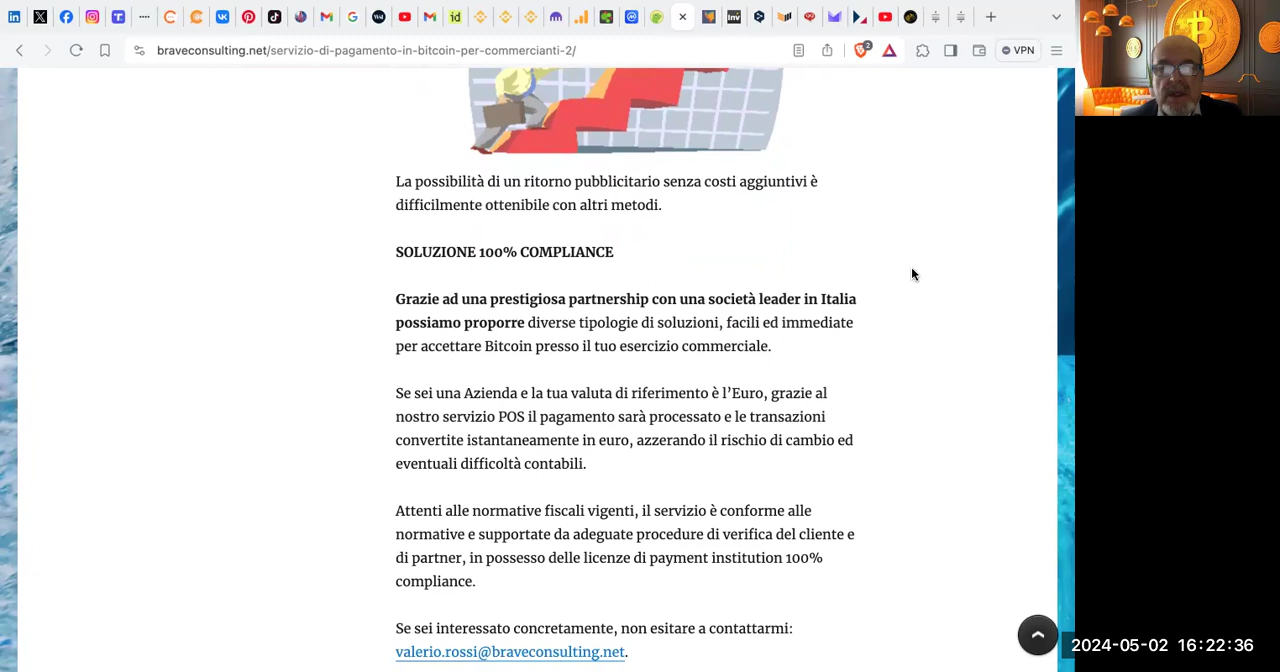 braveconsulting.net/servizio-di-pagamento-in-bitcoin-per-commercianti-2/
2
VPN
La possibilità di un ritorno pubblicitario senza costi aggiuntivi è
difficilmente ottenibile con altri metodi.
SOLUZIONE 100% COMPLIANCE
Grazie ad una prestigiosa partnership con una società leader in Italia
possiamo proporre diverse tipologie di soluzioni, facili ed immediate
per accettare Bitcoin presso il tuo esercizio commerciale.
Se sei una Azienda e la tua valuta di riferimento è l’Euro, grazie al
nostro servizio POS il pagamento sarà processato e le transazioni
convertite istantaneamente in euro, azzerando il rischio di cambio ed
eventuali difficoltà contabili.
Attenti alle normative fiscali vigenti, il servizio è conforme alle
normative e supportate da adeguate procedure di verifica del cliente e
di partner, in possesso delle licenze di payment institution 100%
compliance.
Se sei interessato concretamente, non esitare a contattarmi:
valerio.rossi@braveconsulting.net.
2024-05-02 16:22:36